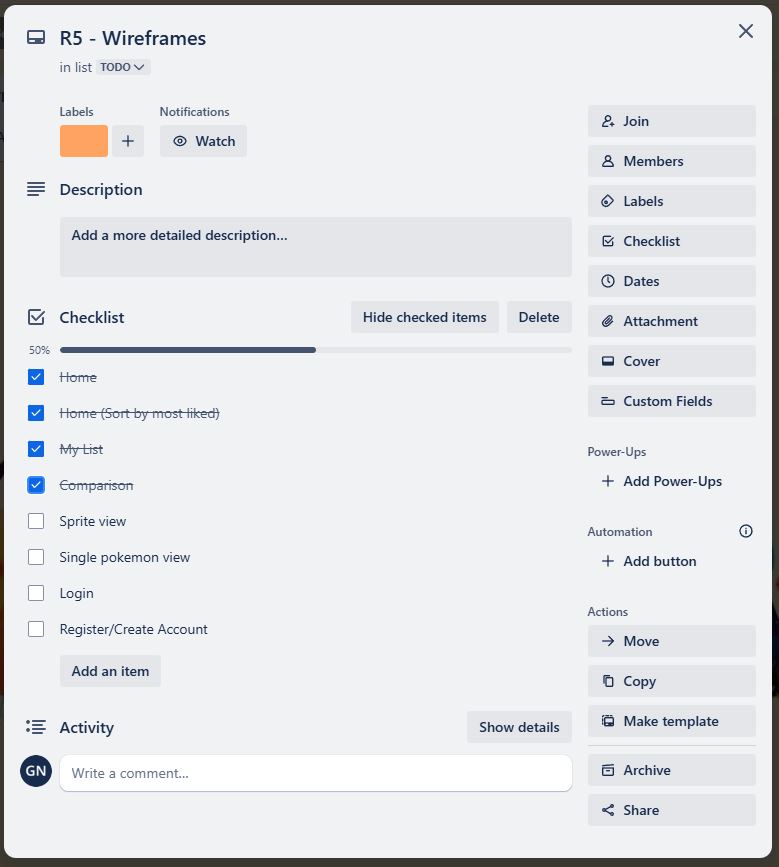 R5 - Wireframes
in list TODO
Labels
Notifications
Watch
Description
Add a more detailed description...
Checklist
Hide checked items
Delete
50%
Home
Home (Sort by most liked)
My List
Comparison
Sprite view
Single pokemon view
Login
Register/Create Account
Add an item
Activity
Show details
GN
Write a comment...
Join
Members
Labels
Checklist
Dates
Attachment
Cover
Custom Fields
Power-Ups
Add Power-Ups
Automation
Add button
Actions
Move
Copy
Make template
Archive
Share